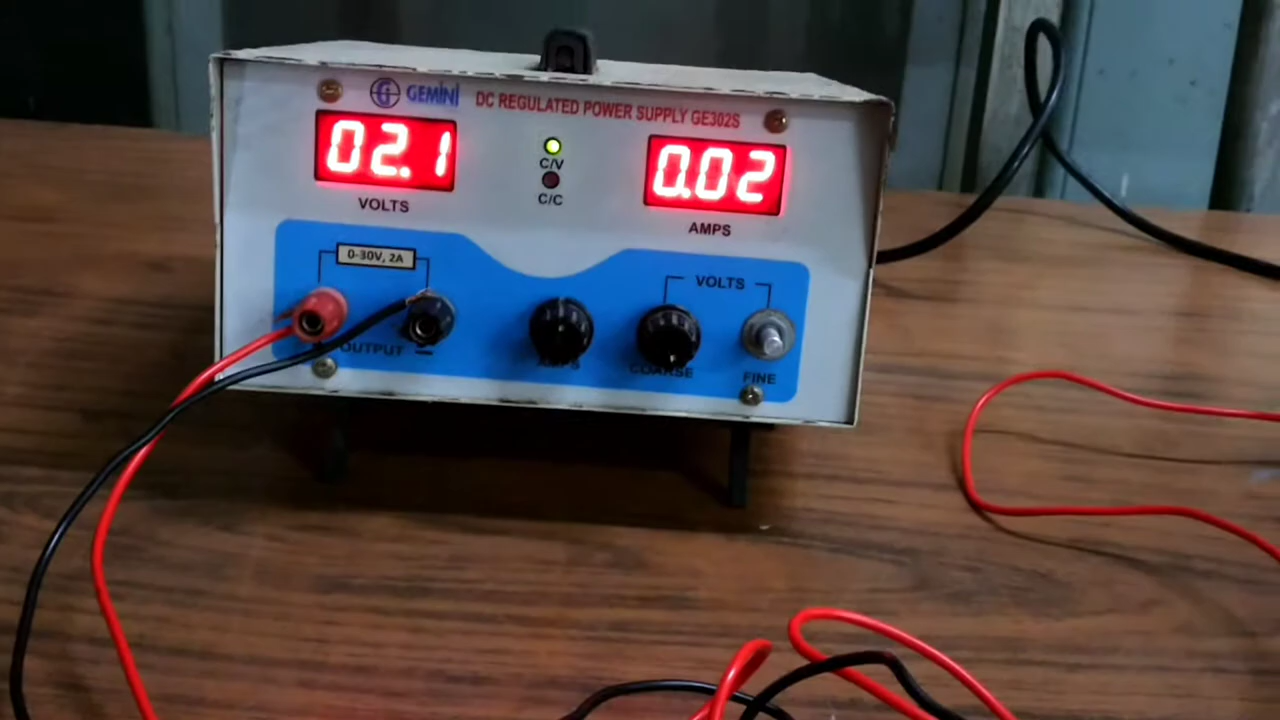 GEMINI DC REGULATED POWER SUPPLY GE302S
02.1
C/V
0.02
C/C
VOLTS
AMPS
0-30V, 2A
VOLTS
OUTPUT
AMPS
COARSE
FINE